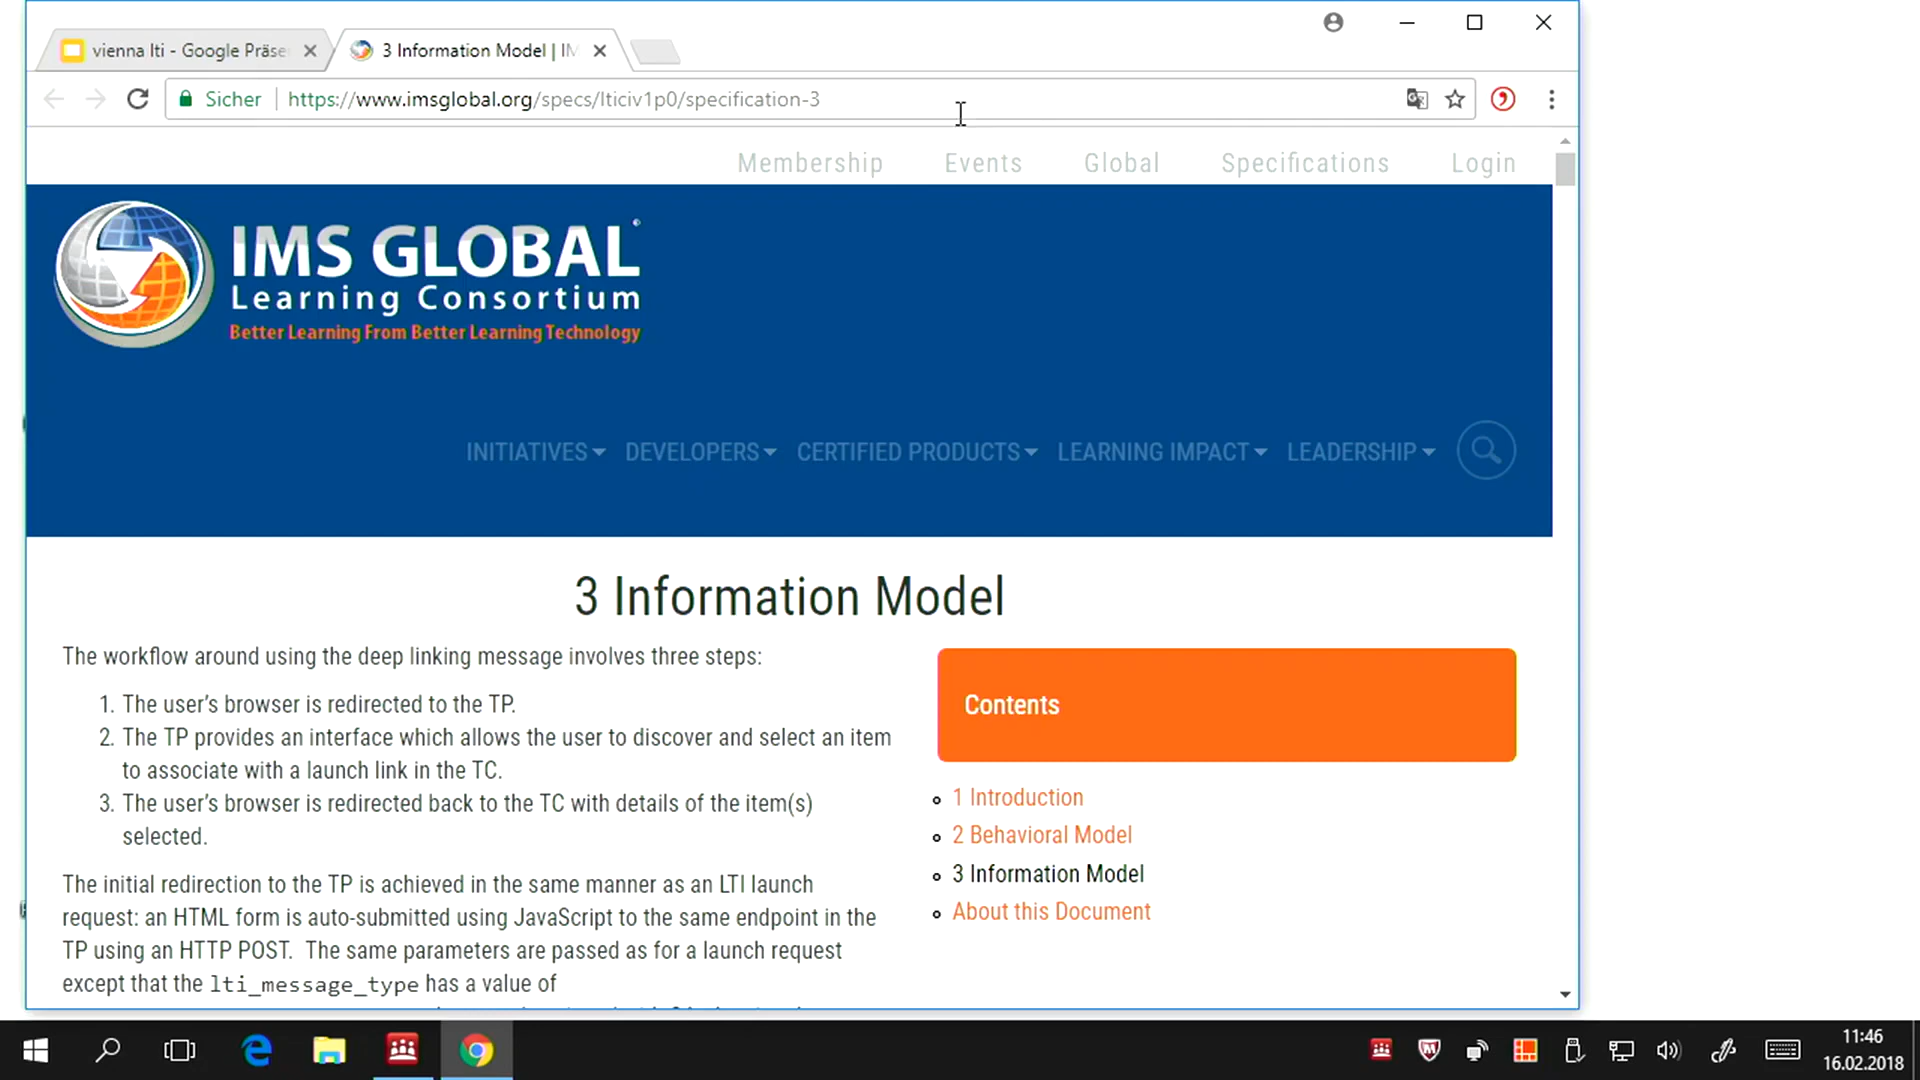 vienna lti - Google Präse
3 Information Model | IM
Sicher
https://www.imsglobal.org/specs/lticiv1p0/specification-3
Membership Events Global Specifications Login
IMS GLOBAL
Learning Consortium
Better Learning From Better Learning Technology
INITIATIVES DEVELOPERS CERTIFIED PRODUCTS LEARNING IMPACT LEADERSHIP
3 Information Model
The workflow around using the deep linking message involves three steps:
1. The user’s browser is redirected to the TP.
2. The TP provides an interface which allows the user to discover and select an item
to associate with a launch link in the TC.
3. The user’s browser is redirected back to the TC with details of the item(s)
selected.
The initial redirection to the TP is achieved in the same manner as an LTI launch
request: an HTML form is auto-submitted using JavaScript to the same endpoint in the
TP using an HTTP POST.  The same parameters are passed as for a launch request
except that the lti_message_type has a value of
Contents
1 Introduction
2 Behavioral Model
3 Information Model
About this Document
11:46
16.02.2018